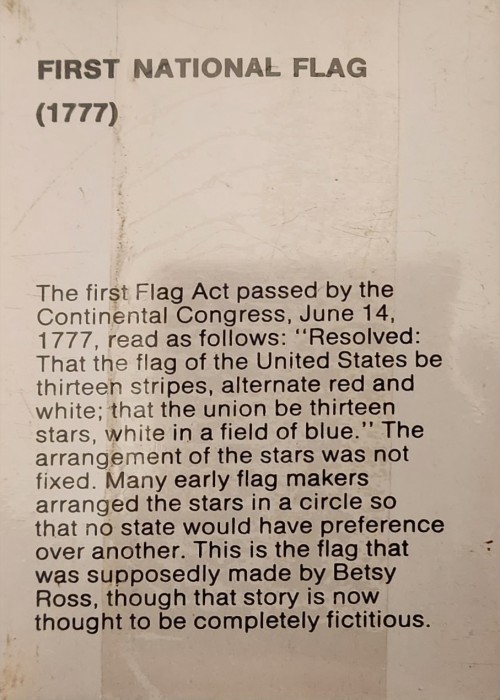 FIRST NATIONAL FLAG
(1777)
The first Flag Act passed by the
Continental Congress, June 14,
1777, read as follows: "Resolved:
That the flag of the United States be
thirteen stripes, alternate red and
white; that the union be thirteen
stars, white in a field of blue." The
arrangement of the stars was not
fixed. Many early flag makers
arranged the stars in a circle so
that no state would have preference
over another. This is the flag that
was supposedly made by Betsy
Ross, though that story is now
thought to be completely fictitious.